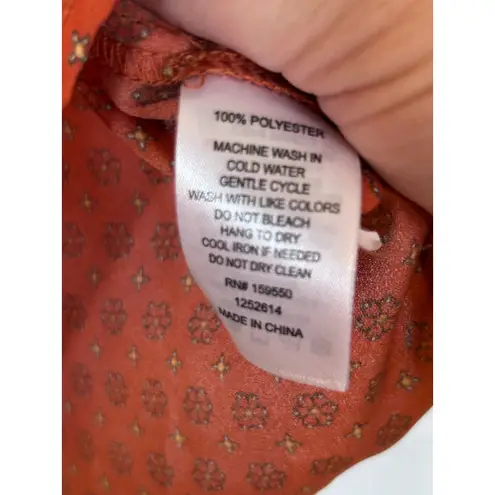 100% POLYESTER
MACHINE WASH IN
COLD WATER
GENTLE CYCLE
WASH WITH LIKE COLORS
DO NOT BLEACH
HANG TO DRY
COOL IRON IF NEEDED
DO NOT DRY CLEAN
RN# 159550
1252614
MADE IN CHINA